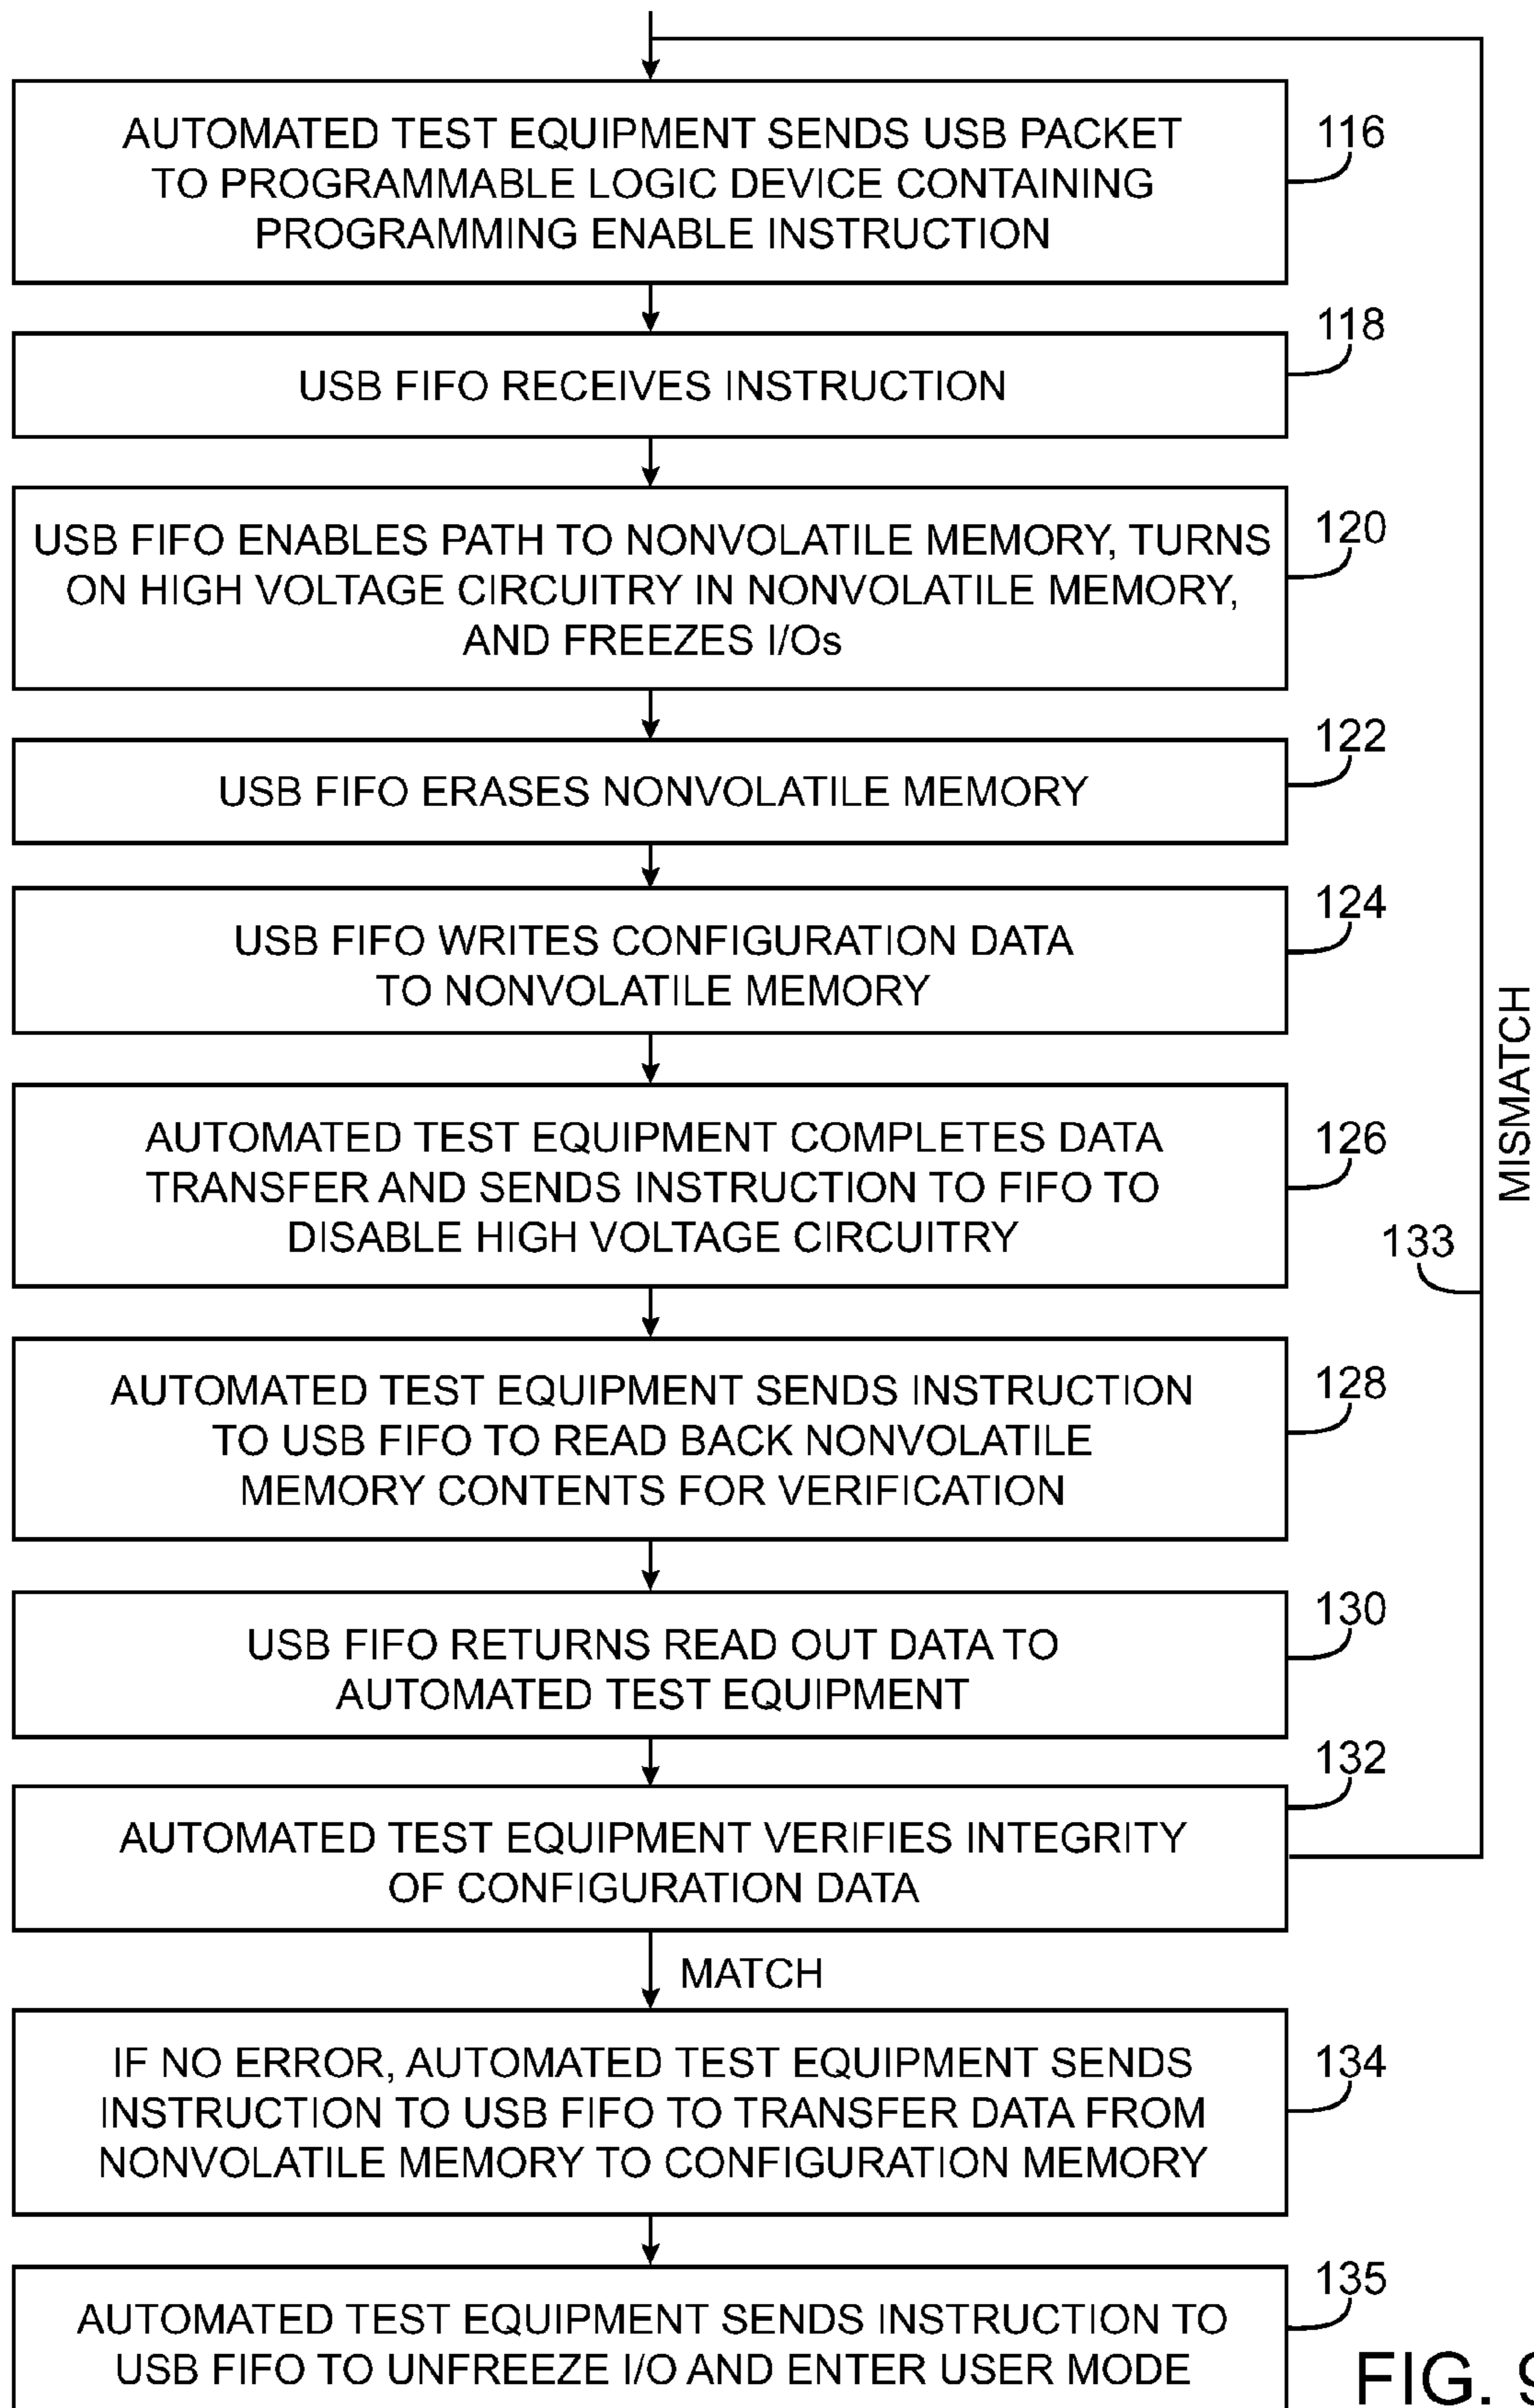 AUTOMATED TEST EQUIPMENT SENDS USB PACKET
TO PROGRAMMABLE LOGIC DEVICE CONTAINING
PROGRAMMING ENABLE INSTRUCTION
116
USB FIFO RECEIVES INSTRUCTION
118
USB FIFO ENABLES PATH TO NONVOLATILE MEMORY, TURNS
ON HIGH VOLTAGE CIRCUITRY IN NONVOLATILE MEMORY,
AND FREEZES I/Os
120
USB FIFO ERASES NONVOLATILE MEMORY
122
USB FIFO WRITES CONFIGURATION DATA
TO NONVOLATILE MEMORY
124
AUTOMATED TEST EQUIPMENT COMPLETES DATA
TRANSFER AND SENDS INSTRUCTION TO FIFO TO
DISABLE HIGH VOLTAGE CIRCUITRY
126
MISMATCH
133
AUTOMATED TEST EQUIPMENT SENDS INSTRUCTION
TO USB FIFO TO READ BACK NONVOLATILE
MEMORY CONTENTS FOR VERIFICATION
128
USB FIFO RETURNS READ OUT DATA TO
AUTOMATED TEST EQUIPMENT
130
AUTOMATED TEST EQUIPMENT VERIFIES INTEGRITY
OF CONFIGURATION DATA
132
MATCH
IF NO ERROR, AUTOMATED TEST EQUIPMENT SENDS
INSTRUCTION TO USB FIFO TO TRANSFER DATA FROM
NONVOLATILE MEMORY TO CONFIGURATION MEMORY
134
AUTOMATED TEST EQUIPMENT SENDS INSTRUCTION TO
USB FIFO TO UNFREEZE I/O AND ENTER USER MODE
135
FIG. 9